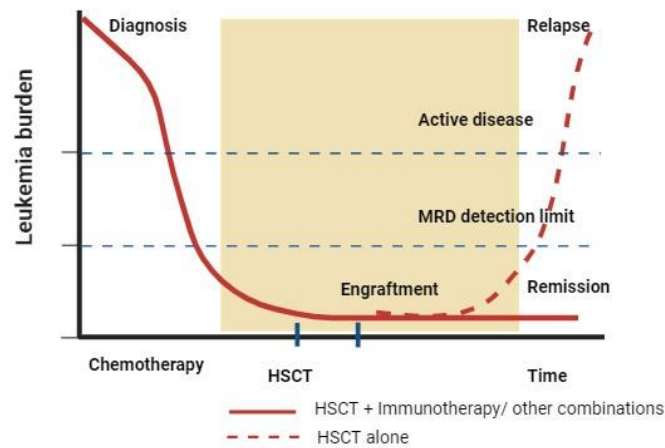 Leukemia burden
Diagnosis
Relapse
Active disease
MRD detection limit
Engraftment
Remission
Chemotherapy
HSCT
Time
HSCT + Immunotherapy/ other combinations
HSCT alone